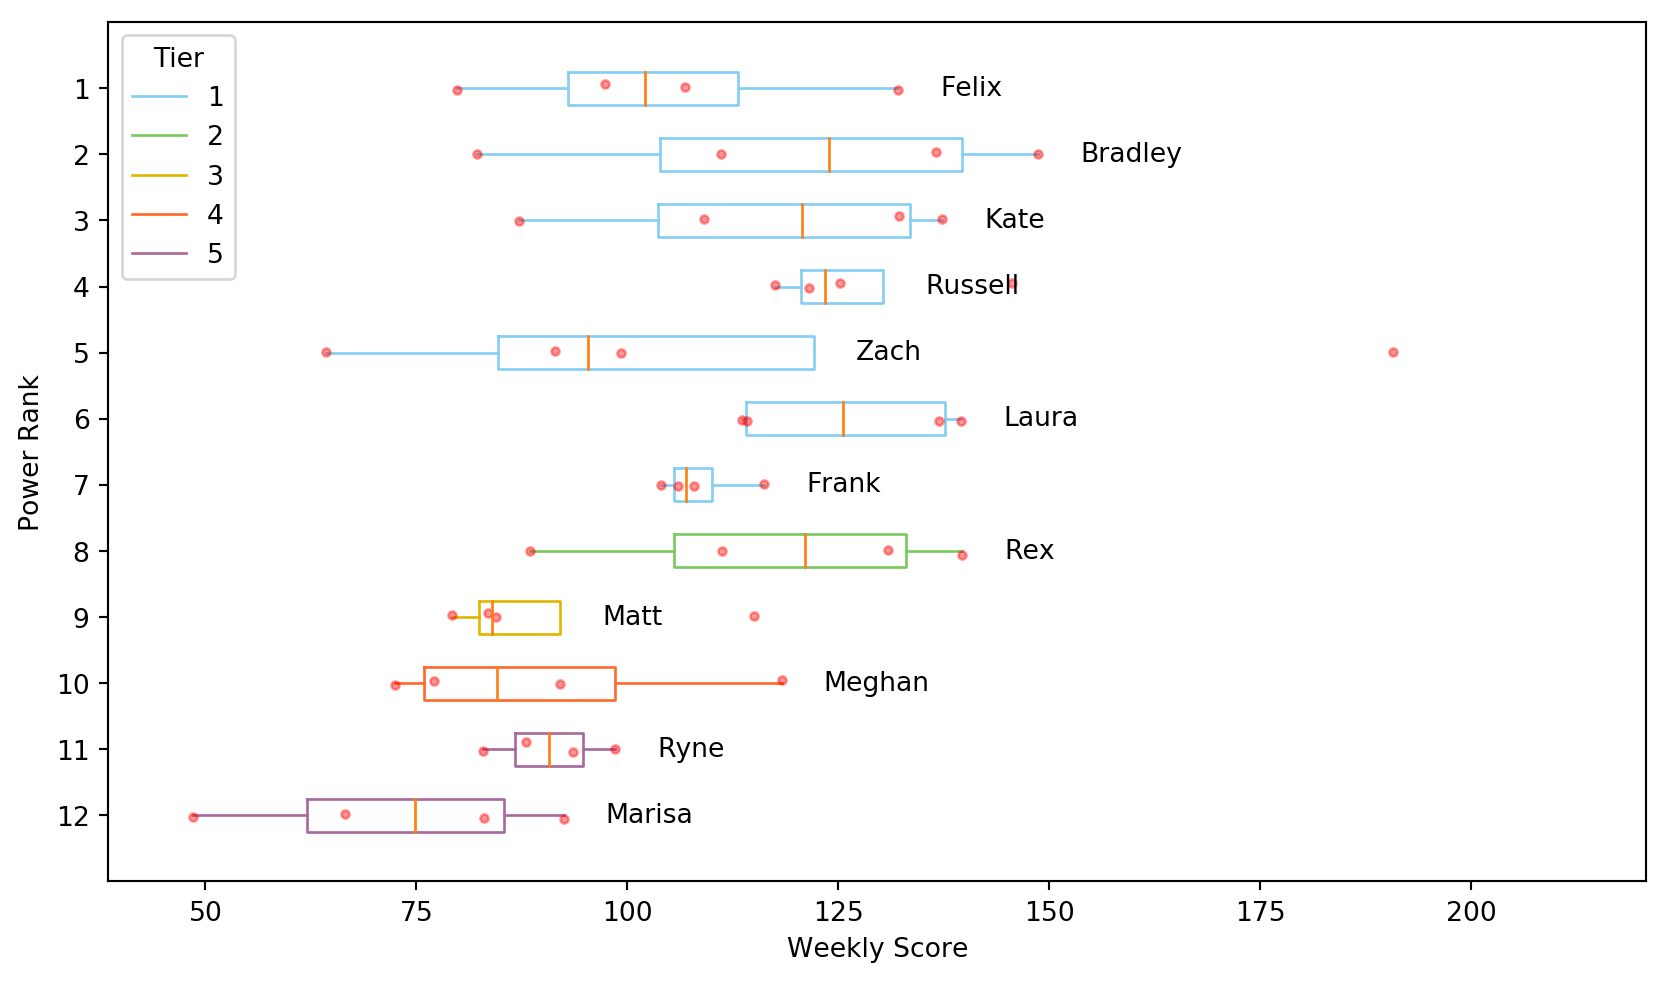 Tier
1
2
3
4
5
Power Rank
1
Felix
2
Bradley
3
Kate
4
Russell
5
Zach
6
Laura
7
Frank
8
Rex
9
Matt
10
Meghan
11
Ryne
12
Marisa
50 75 100 125 150 175 200
Weekly Score